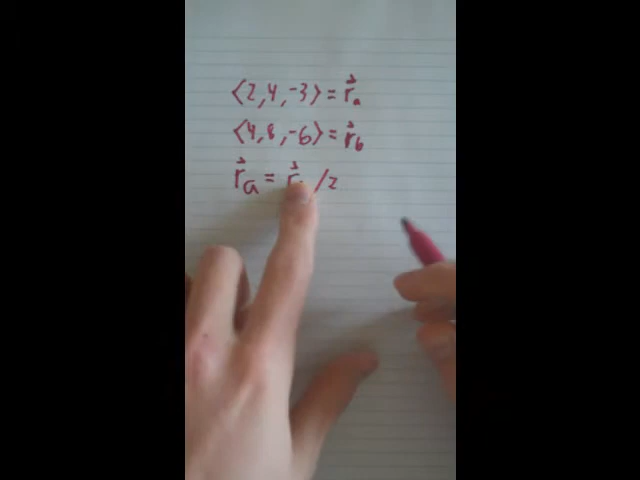 ⟨2,4,-3⟩ = r⃗a
⟨4,8,-6⟩ = r⃗b
r⃗a = r⃗ /2